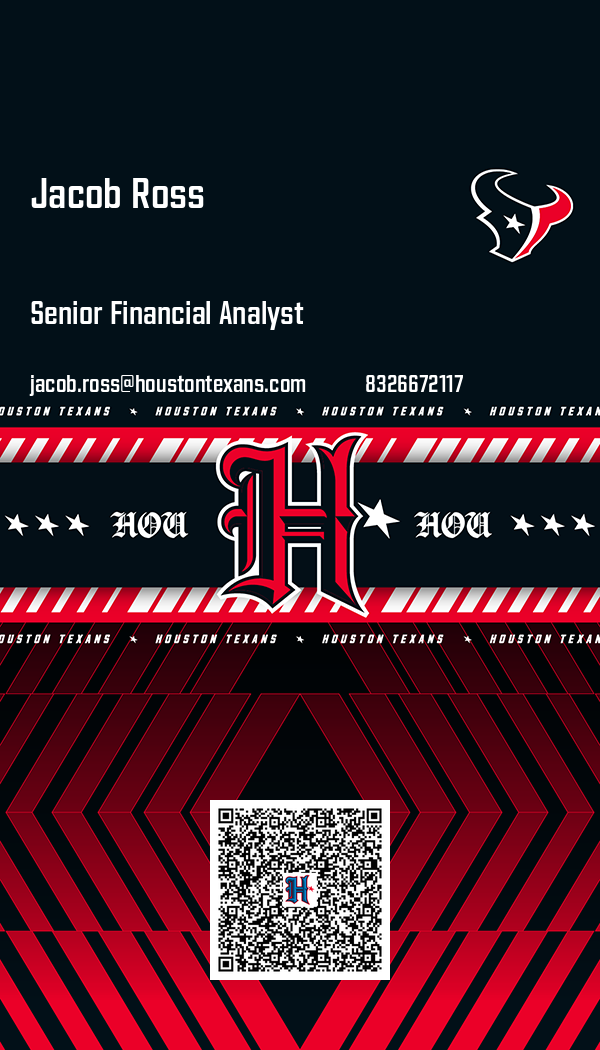 Jacob Ross
Senior Financial Analyst
jacob.ross@houstontexans.com 8326672117
OUSTON TEXANS HOUSTON TEXANS HOUSTON TEXANS HOUSTON TEXAN
HOU H HOU
OUSTON TEXANS HOUSTON TEXANS HOUSTON TEXANS HOUSTON TEXAN
H